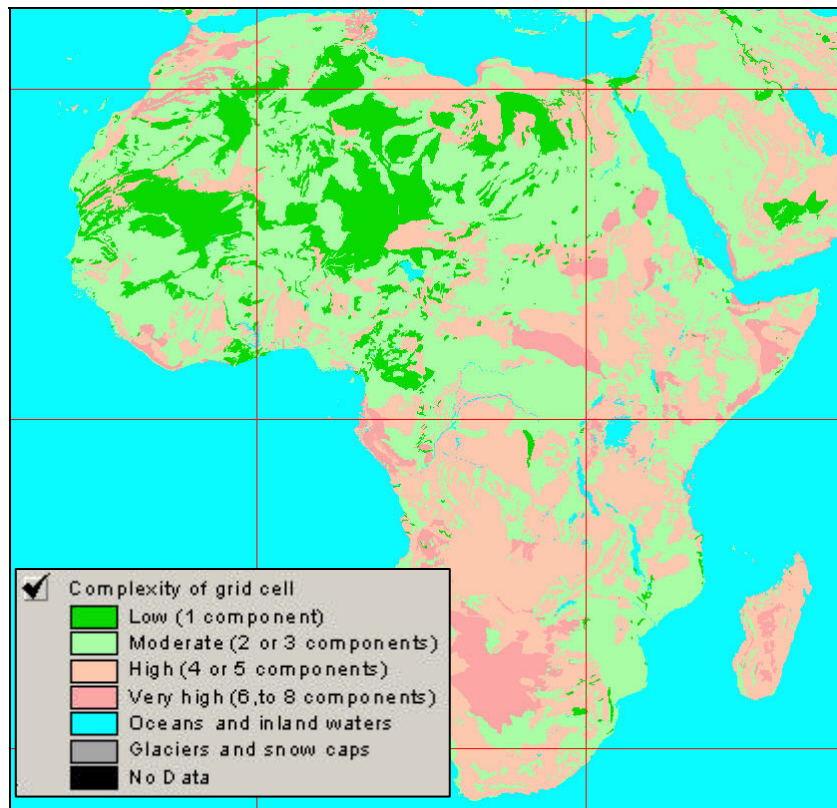 Complexity of grid cell
Low (1 component)
Moderate (2 or 3 components)
High (4 or 5 components)
Very high (6,to 8 components)
Oceans and inland waters
Glaciers and snow caps
No Data